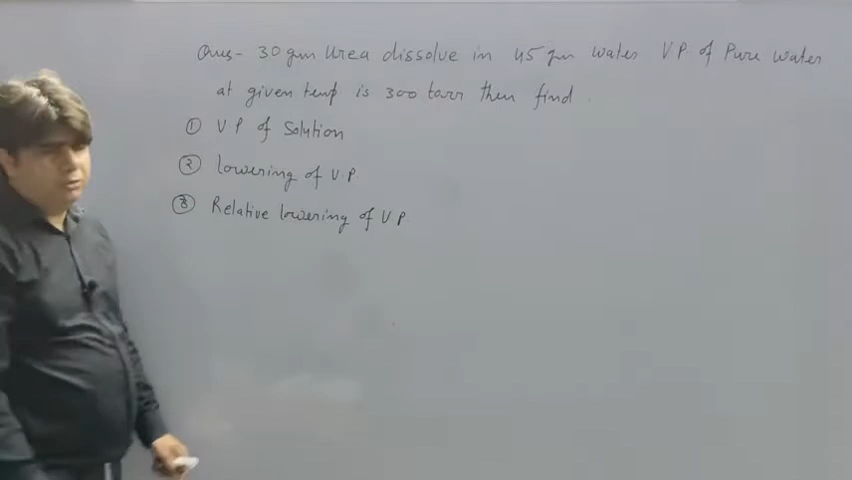 Ques- 30 gm Urea dissolve in 45 gm water V.P. of Pure water
at given temp is 300 torr then find
① V P of Solution
② lowering of V.P
③ Relative lowering of V P